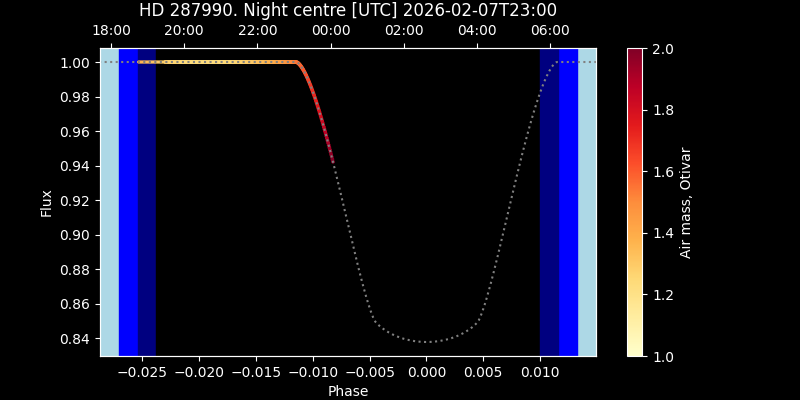 HD 287990. Night centre [UTC] 2026-02-07T23:00
18:00 20:00 22:00 00:00 02:00 04:00 06:00
1.00
0.98
0.96
0.94
0.92
0.90
0.88
0.86
0.84
Flux
−0.025 −0.020 −0.015 −0.010 −0.005 0.000 0.005 0.010
Phase
2.0
1.8
1.6
1.4
1.2
1.0
Air mass, Otivar